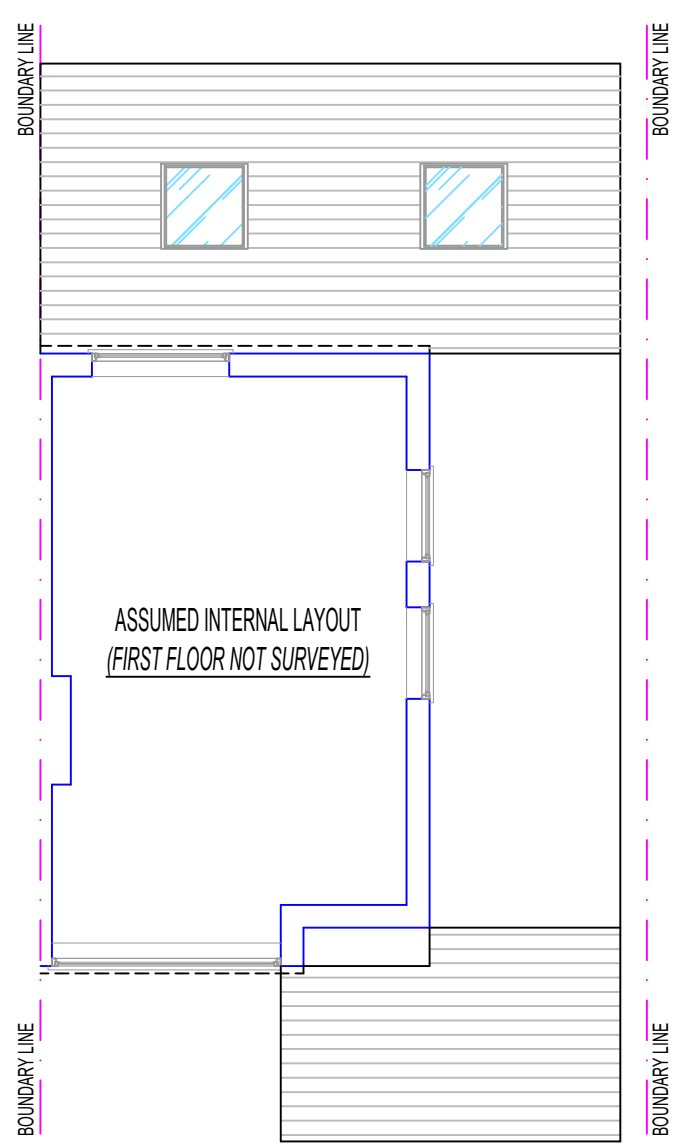 BOUNDARY LINE
BOUNDARY LINE
ASSUMED INTERNAL LAYOUT
(FIRST FLOOR NOT SURVEYED)
BOUNDARY LINE
BOUNDARY LINE